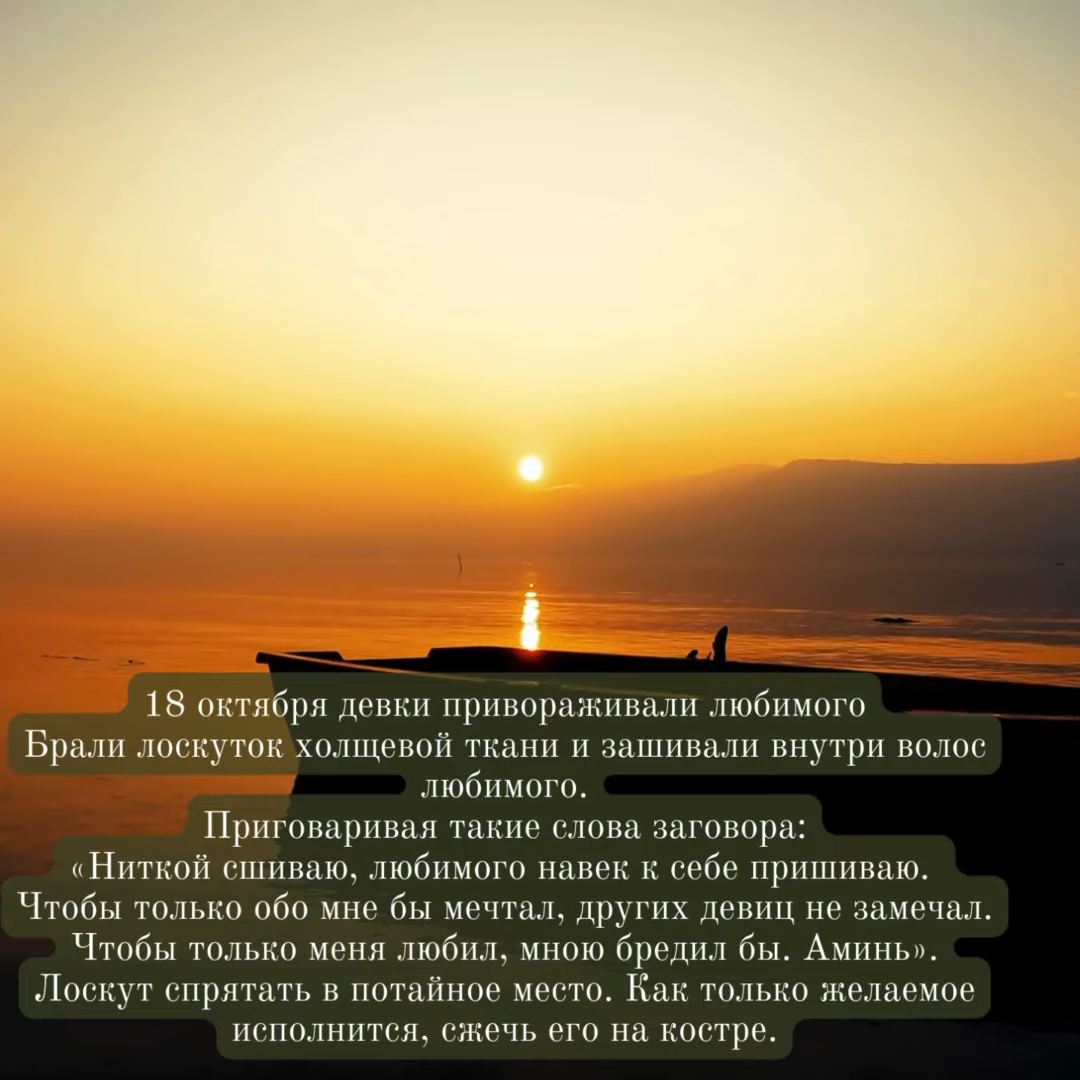 18 октября девки привораживали любимого
Брали лоскуток холщевой ткани и зашивали внутри волос
любимого.
Приговаривая такие слова заговора:
«Ниткой сшиваю, любимого навек к себе пришиваю.
Чтобы только обо мне бы мечтал, других девиц не замечал.
Чтобы только меня любил, мною бредил бы. Аминь».
Лоскут спрятать в потайное место. Как только желаемое
исполнится, сжечь его на костре.